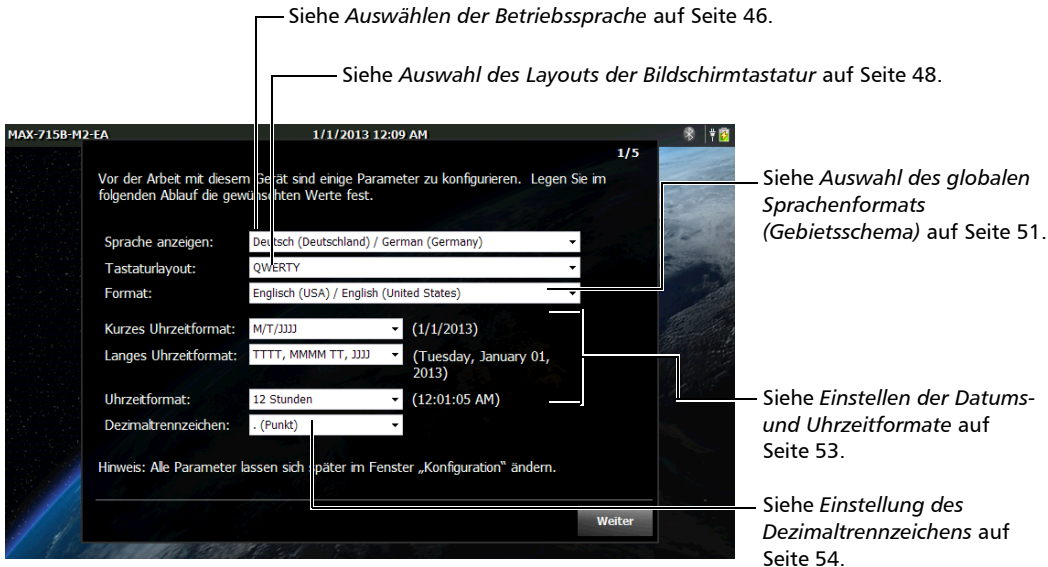 Siehe Auswählen der Betriebssprache auf Seite 46.
Siehe Auswahl des Layouts der Bildschirmtastatur auf Seite 48.
MAX-715B-M2-EA
1/1/2013 12:09 AM
1/5
Vor der Arbeit mit diesem Gerät sind einige Parameter zu konfigurieren. Legen Sie im
folgenden Ablauf die gewünschten Werte fest.
Siehe Auswahl des globalen
Sprachenformats
(Gebietsschema) auf Seite 51.
Sprache anzeigen: Deutsch (Deutschland) / German (Germany)
Tastaturlayout: QWERTY
Format: Englisch (USA) / English (United States)
Kurzes Uhrzeitformat: M/T/JJJJ (1/1/2013)
Langes Uhrzeitformat: TTTT, MMMM TT, JJJJ (Tuesday, January 01,
2013)
Uhrzeitformat: 12 Stunden (12:01:05 AM)
Dezimaltrennzeichen: . (Punkt)
Siehe Einstellen der Datums-
und Uhrzeitformate auf
Seite 53.
Hinweis: Alle Parameter lassen sich später im Fenster „Konfiguration“ ändern.
Weiter
Siehe Einstellung des
Dezimaltrennzeichens auf
Seite 54.